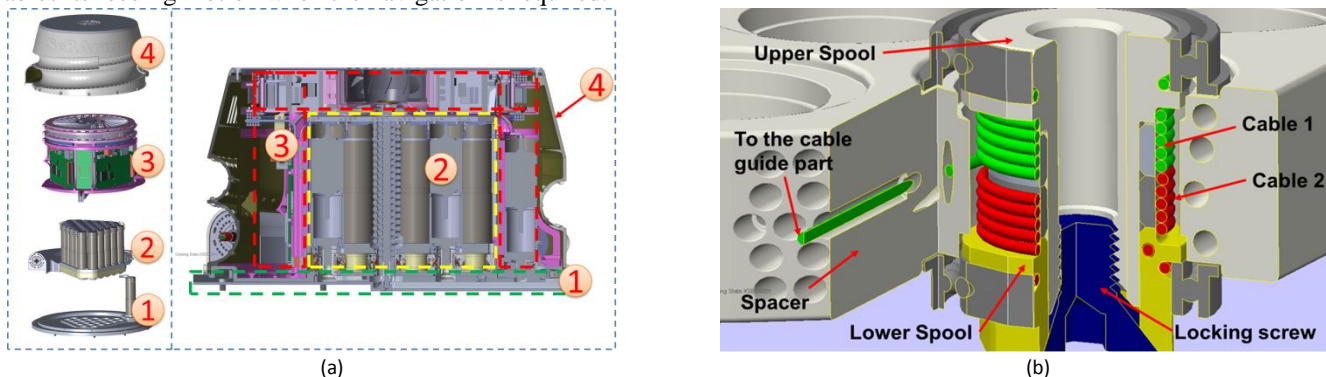 4
3
2
1
4
3
2
1
(a)
Upper Spool
To the cable
guide part
Cable 1
Cable 2
Spacer
Lower Spool
Locking screw
(b)